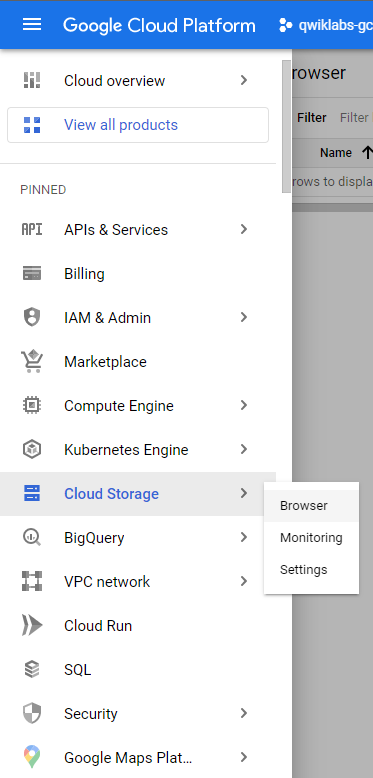 Google Cloud Platform
qwiklabs-gc
Cloud overview
View all products
rowser
Filter Filter
Name
rows to displa
PINNED
API APIs & Services
Billing
IAM & Admin
Marketplace
Compute Engine
Kubernetes Engine
Cloud Storage
Browser
Monitoring
Settings
BigQuery
VPC network
Cloud Run
SQL
Security
Google Maps Plat...